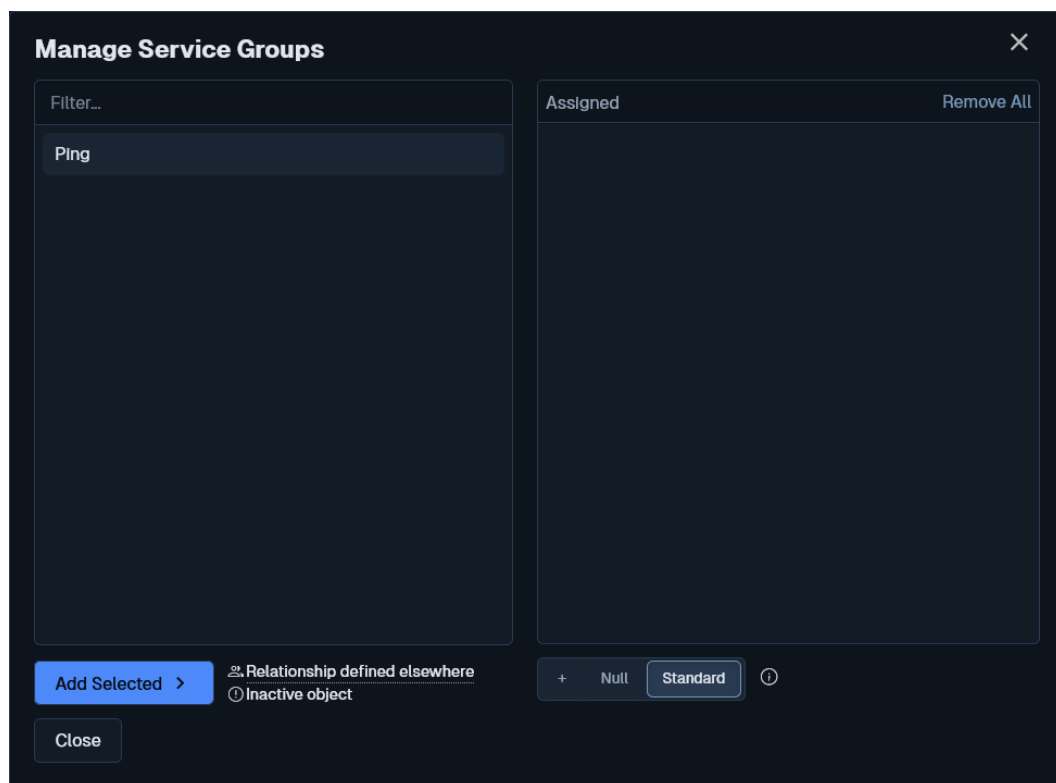 Manage Service Groups
Filter...
Ping
Assigned
Remove All
Add Selected
Relationship defined elsewhere
Inactive object
+
Null
Standard
Close